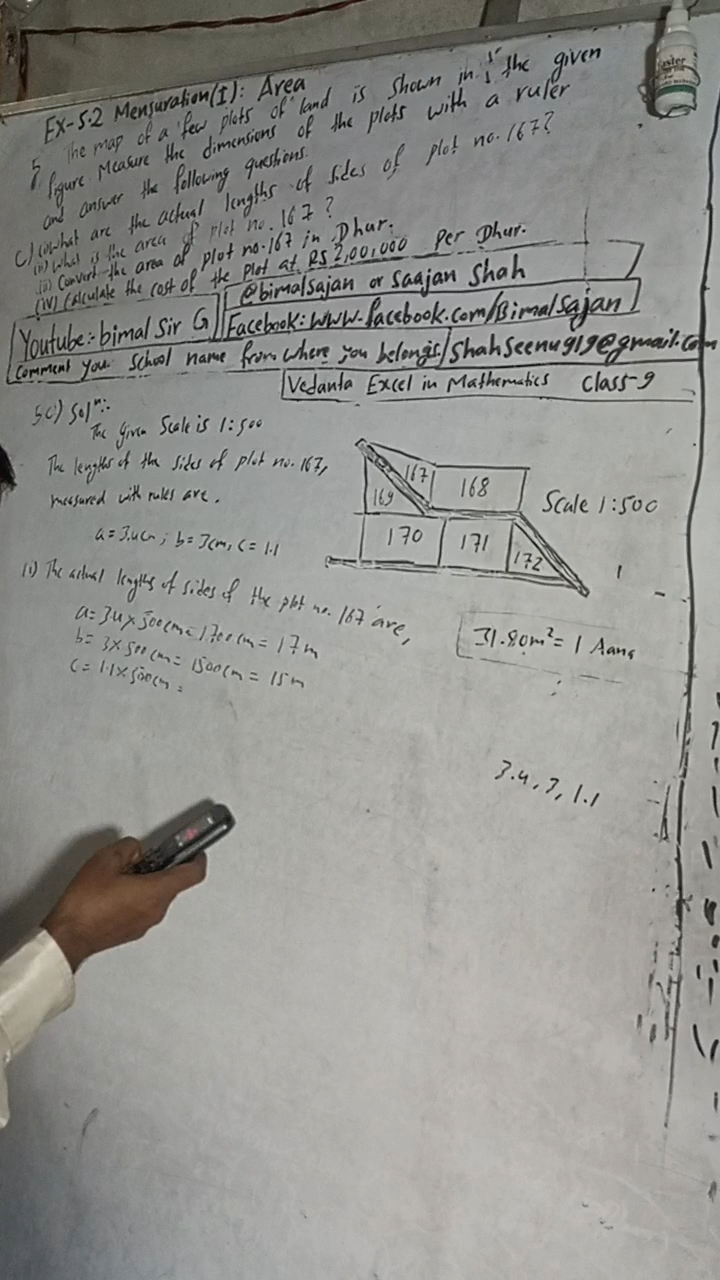 Ex-5.2 Mensuration(I): Area
5. The map of a few plots of land is shown in the given
figure. Measure the dimensions of the plots with a ruler
and answer the following questions.
C) (i) What are the actual lengths of sides of plot no. 167?
(ii) What is the area of plot no. 167?
(iii) Convert the area of plot no. 167 in Dhur.
(iv) Calculate the cost of the plot at RS 2,00,000 per Dhur.
@bimalsajan or Saajan Shah
Youtube:- bimal Sir G
Facebook: www.facebook.com/BimalSajan
comment your school name from where you belongs/Shahseenu919@gmail.com
Vedanta Excel in Mathematics Class-9
5c) Solⁿ:-
The given Scale is 1:500
The lengths of the sides of plot no. 167,
measured with rules are,
a = 3.4cm, b = 3cm, c = 1.1
167
168
169
170
171
172
Scale 1:500
(i) The actual lengths of sides of the plot no. 167 are,
a = 3.4 x 500cm = 1700cm = 17m
b = 3 x 500cm = 1500cm = 15m
c = 1.1 x 500cm =
31.80m² = 1 Aana
3.4, 3, 1.1